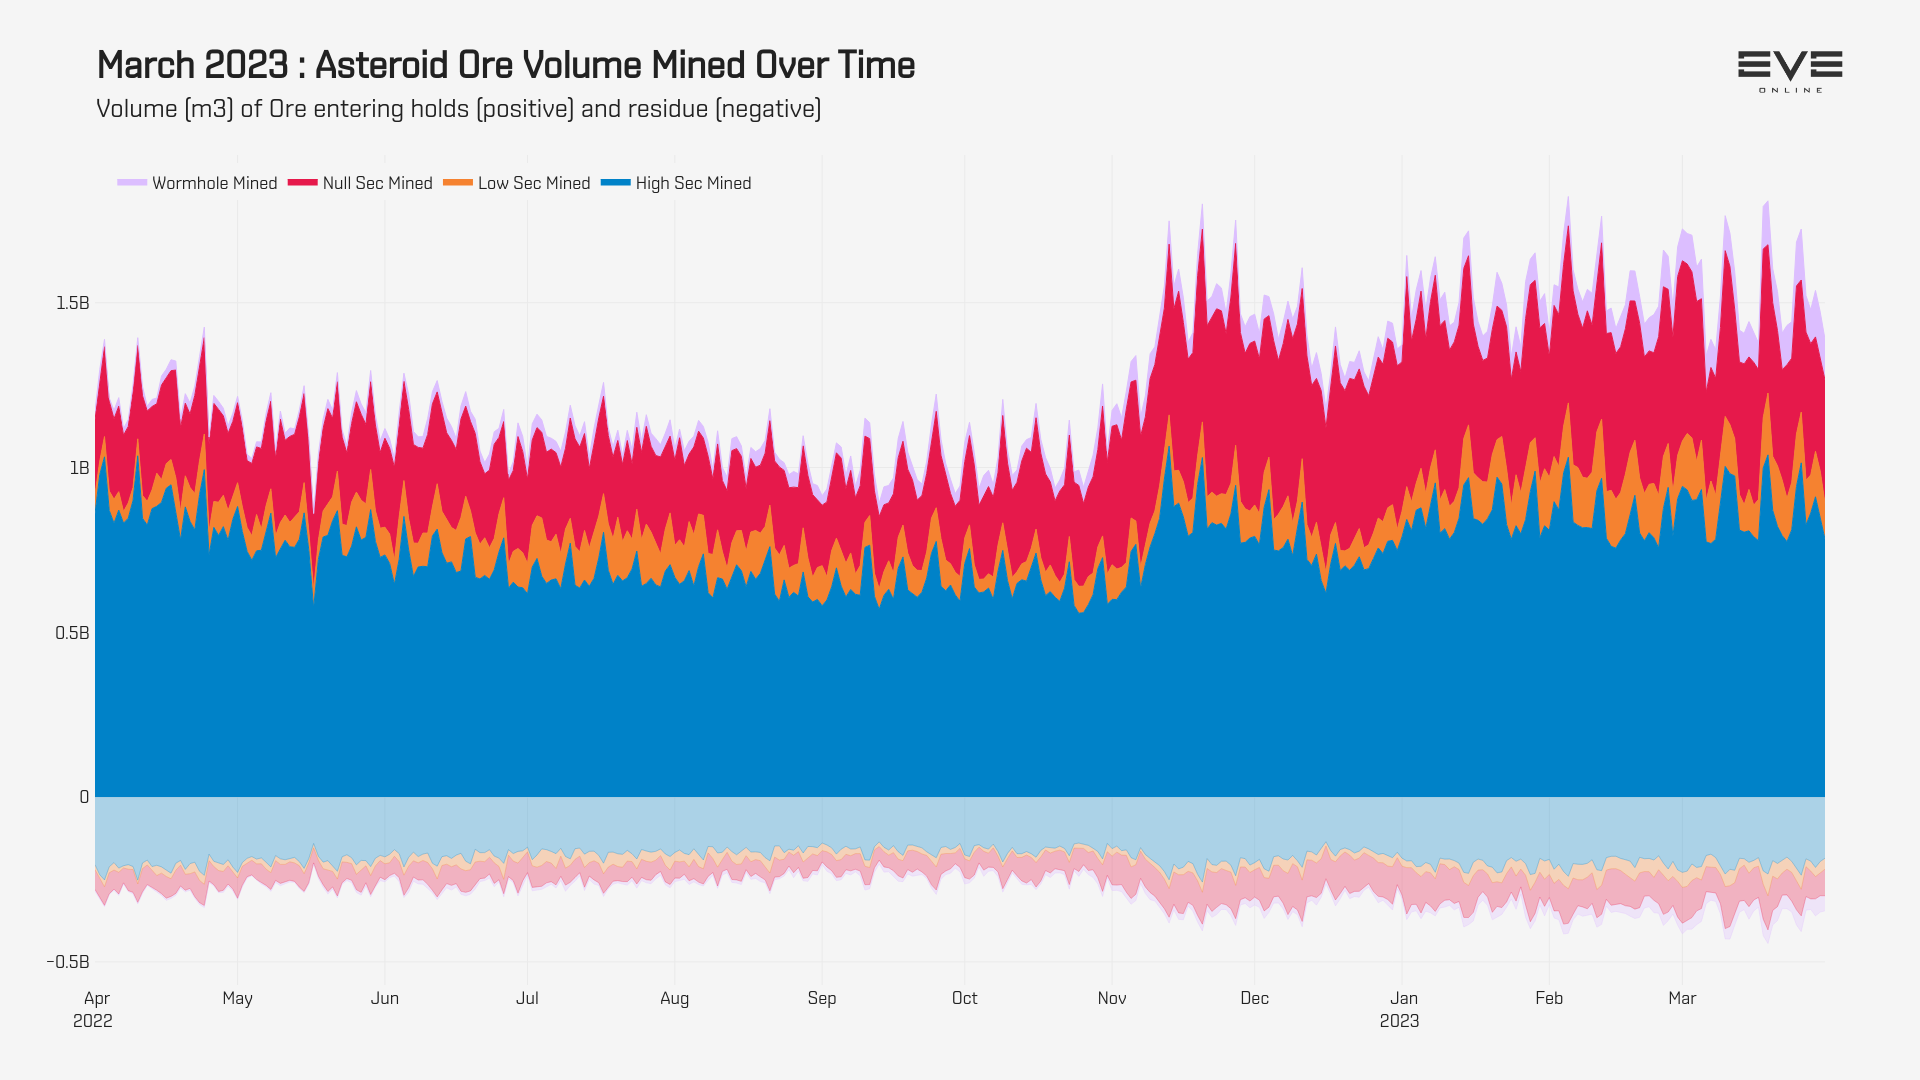 March 2023 : Asteroid Ore Volume Mined Over Time
Volume (m3) of Ore entering holds (positive) and residue (negative)
EVE
ONLINE
Wormhole Mined Null Sec Mined Low Sec Mined High Sec Mined
1.5B
1B
0.5B
0
−0.5B
Apr May Jun Jul Aug Sep Oct Nov Dec Jan Feb Mar
2022 2023